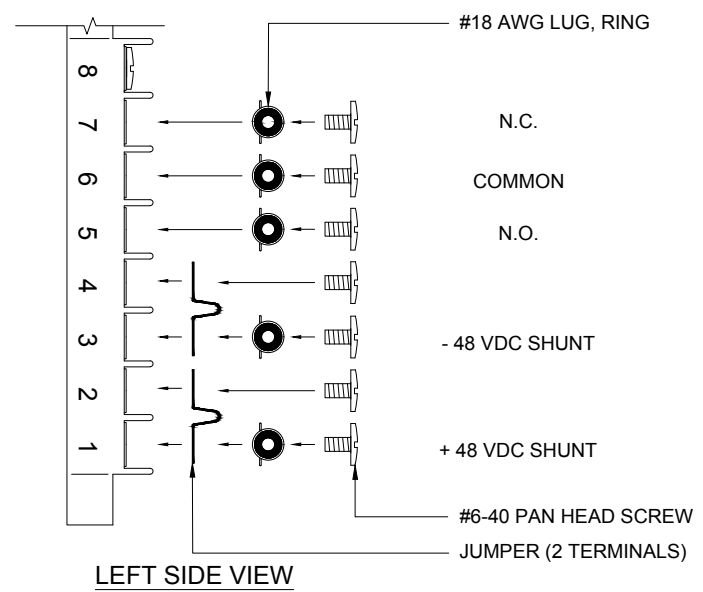 #18 AWG LUG, RING
8
7
N.C.
6
COMMON
5
N.O.
4
3
- 48 VDC SHUNT
2
1
+ 48 VDC SHUNT
#6-40 PAN HEAD SCREW
JUMPER (2 TERMINALS)
LEFT SIDE VIEW